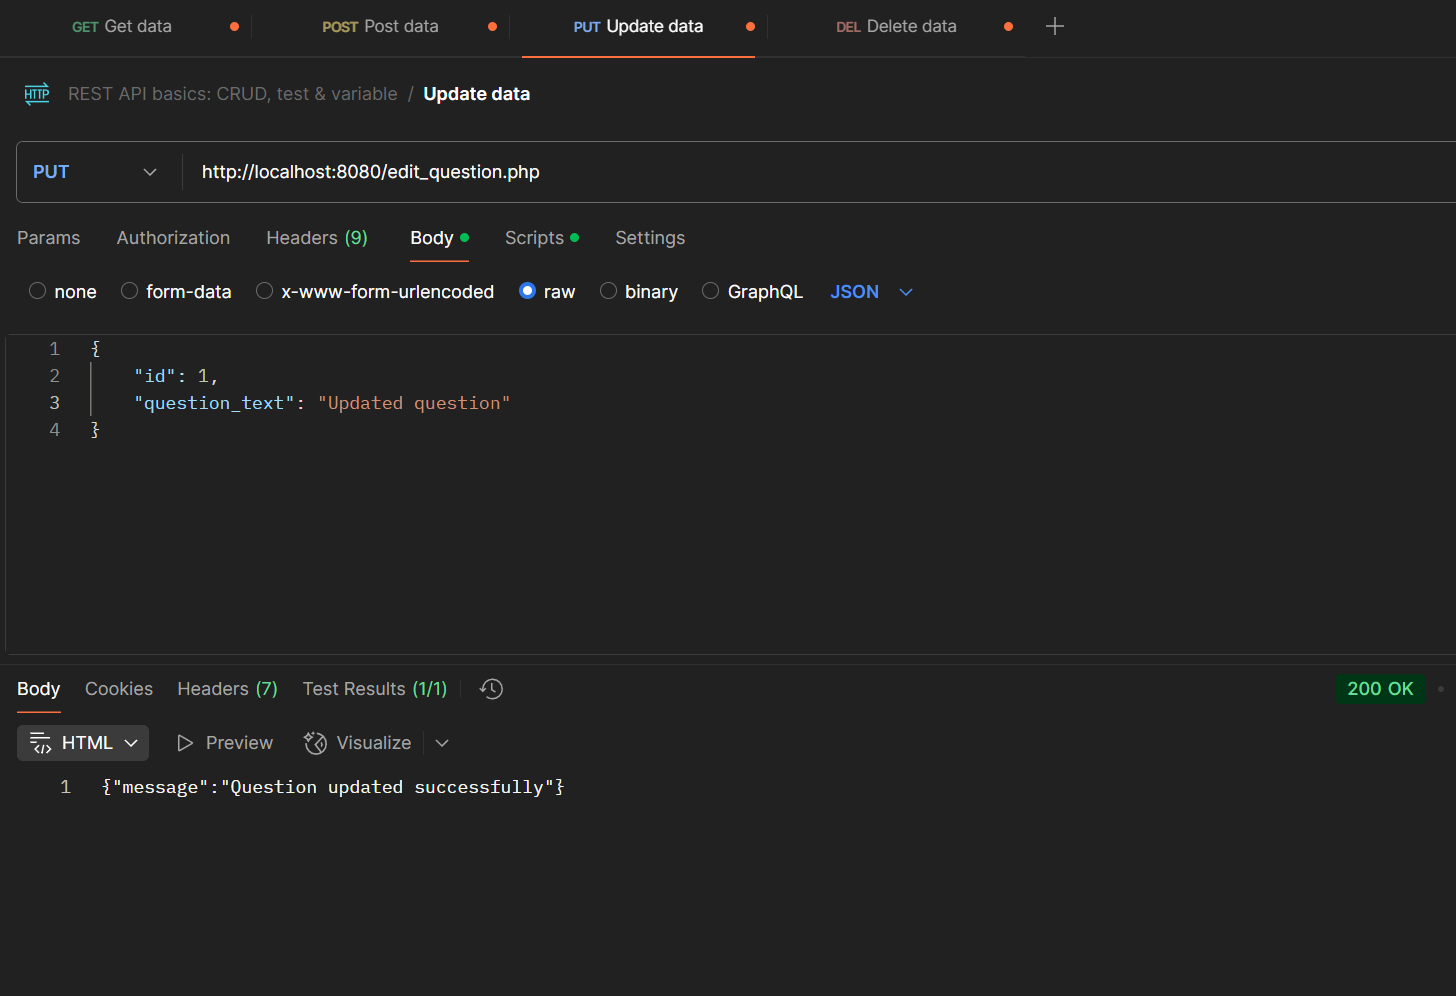 GET Get data POST Post data PUT Update data DEL Delete data
HTTP REST API basics: CRUD, test & variable / Update data
PUT http://localhost:8080/edit_question.php
Params Authorization Headers (9) Body Scripts Settings
none form-data x-www-form-urlencoded raw binary GraphQL JSON
1 {
2 "id": 1,
3 "question_text": "Updated question"
4 }
Body Cookies Headers (7) Test Results (1/1) 200 OK
HTML Preview Visualize
1 {"message":"Question updated successfully"}